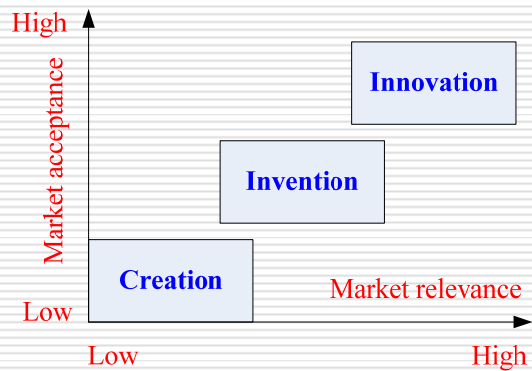 High
Innovation
Market acceptance
Invention
Creation
Market relevance
Low
Low
High